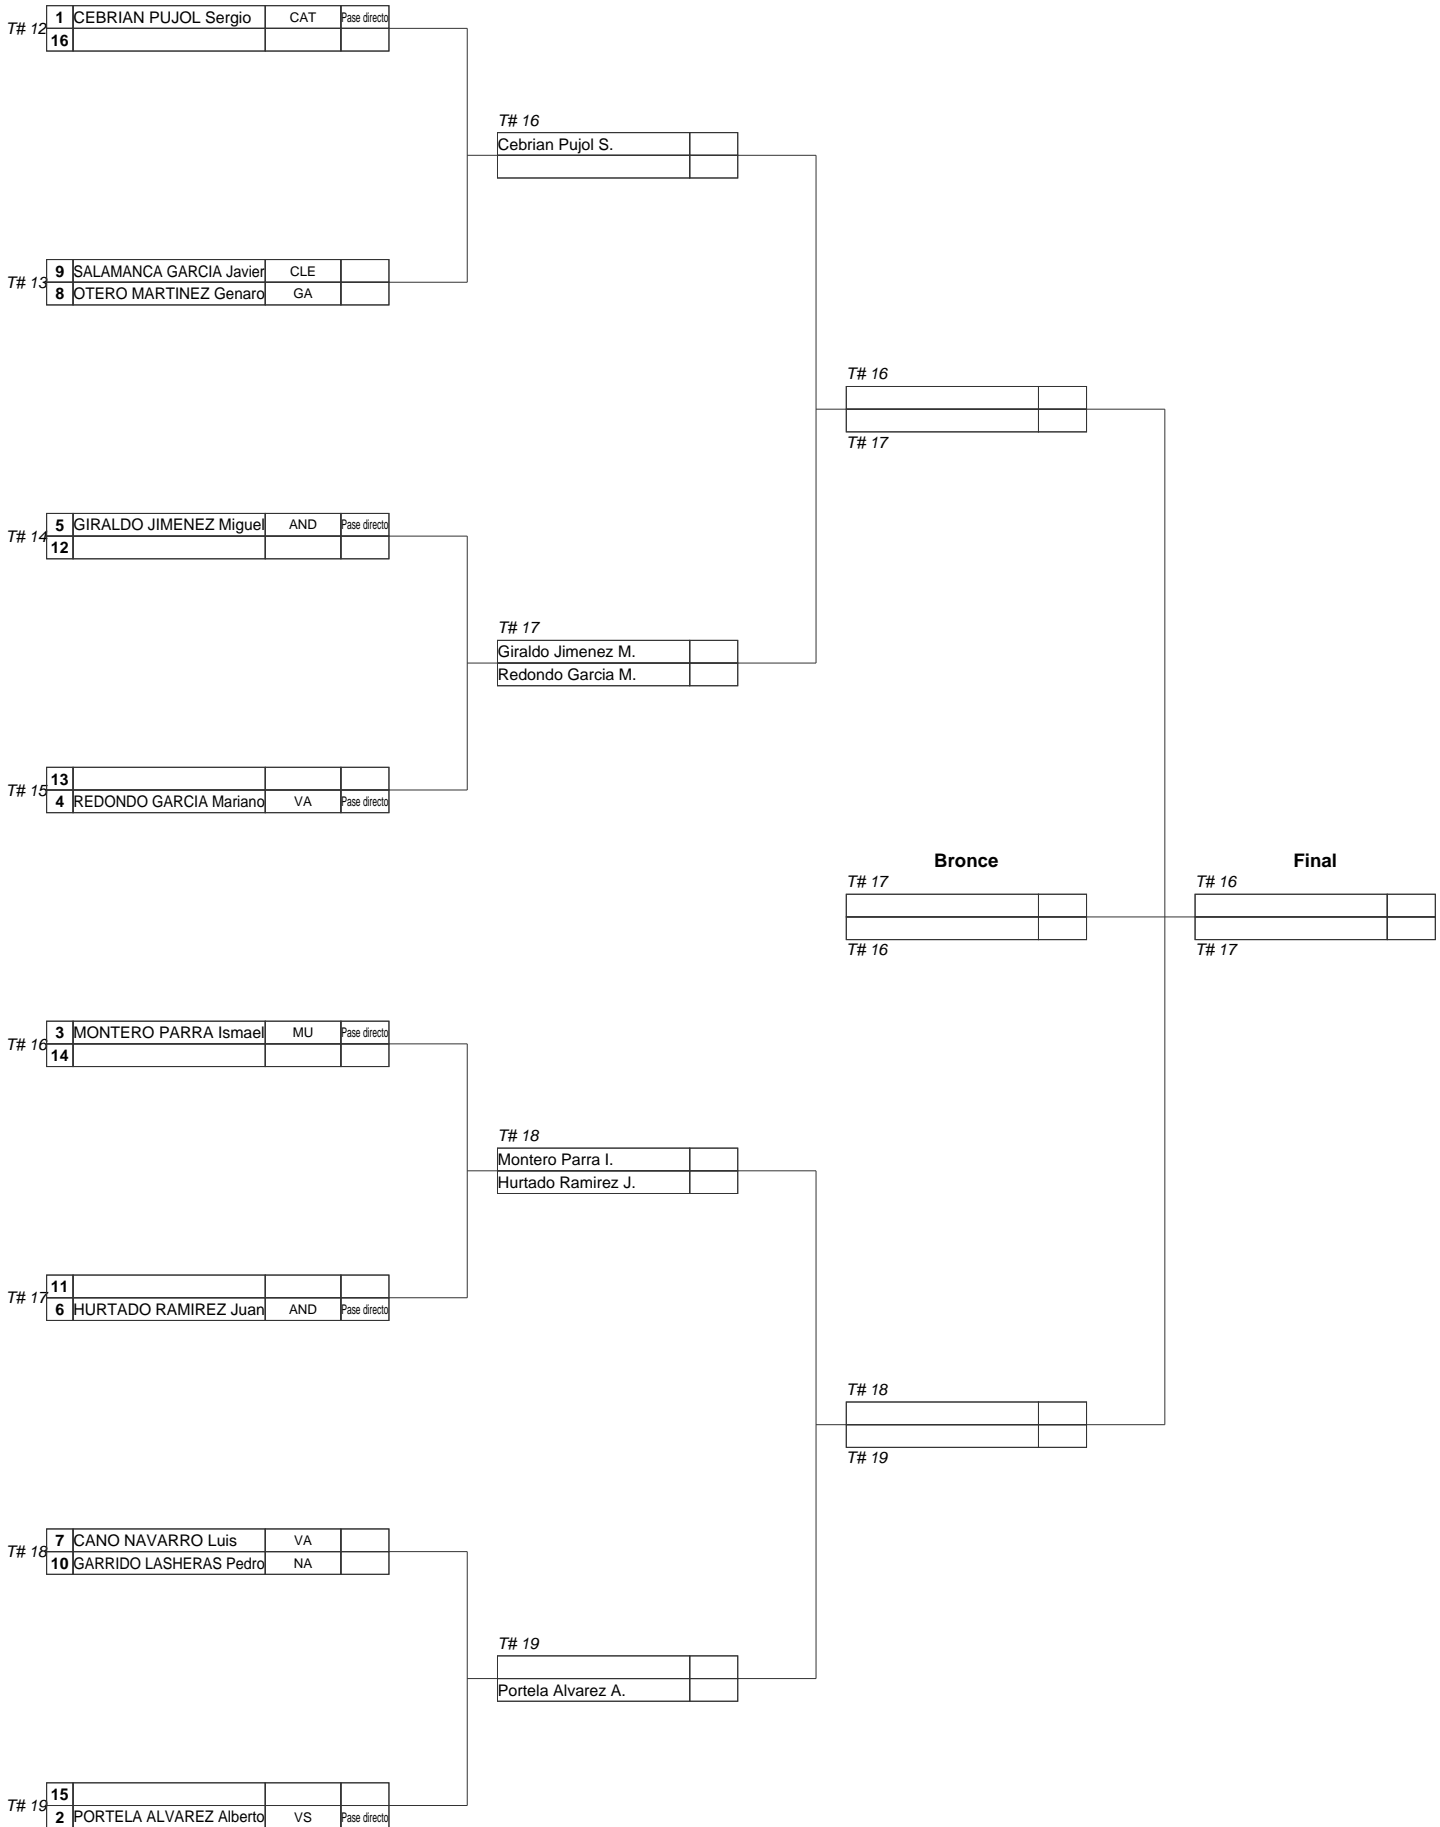 T# 12
1 CEBRIAN PUJOL Sergio CAT Pase directo
16
T# 16
Cebrian Pujol S.
T# 13
9 SALAMANCA GARCIA Javier CLE
8 OTERO MARTINEZ Genaro GA
T# 16
T# 17
T# 14
5 GIRALDO JIMENEZ Miguel AND Pase directo
12
T# 17
Giraldo Jimenez M.
Redondo Garcia M.
T# 15
13
4 REDONDO GARCIA Mariano VA Pase directo
Bronce Final
T# 17 T# 16
T# 16 T# 17
T# 16
3 MONTERO PARRA Ismael MU Pase directo
14
T# 18
Montero Parra I.
Hurtado Ramirez J.
T# 17
11
6 HURTADO RAMIREZ Juan AND Pase directo
T# 18
T# 19
T# 18
7 CANO NAVARRO Luis VA
10 GARRIDO LASHERAS Pedro NA
T# 19
Portela Alvarez A.
T# 19
15
2 PORTELA ALVAREZ Alberto VS Pase directo